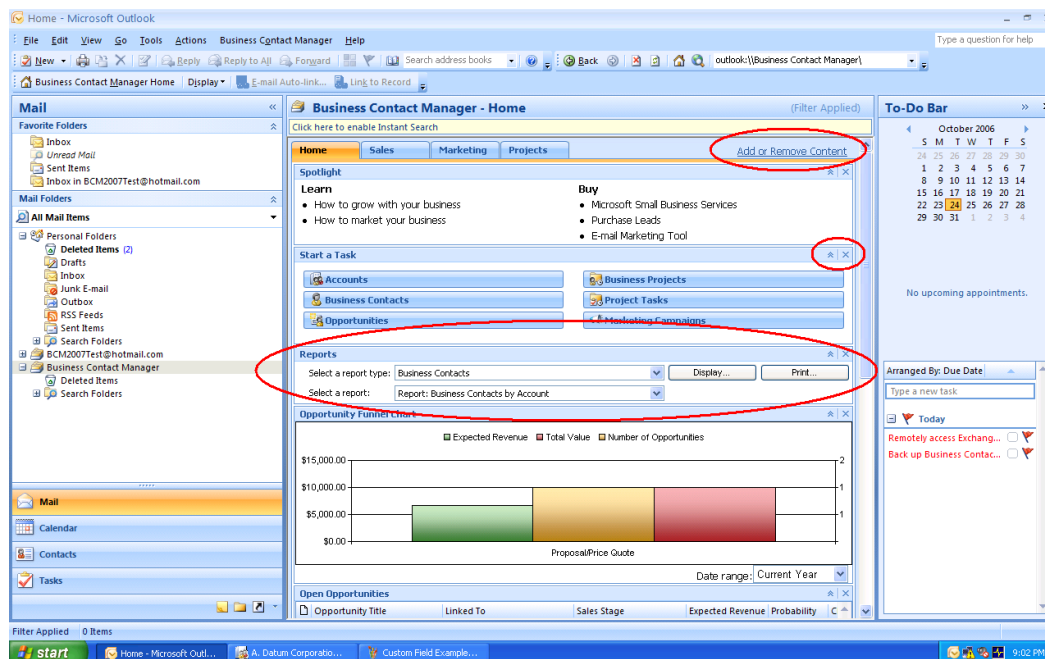 Home - Microsoft Outlook
File Edit View Go Tools Actions Business Contact Manager Help
Type a question for help
New Reply Reply to All Forward Search address books Back outlook:\\Business Contact Manager\
Business Contact Manager Home Display E-mail Auto-link... Link to Record
Mail
Favorite Folders
Inbox
Unread Mail
Sent Items
Inbox in BCM2007Test@hotmail.com
Mail Folders
All Mail Items
Personal Folders
Deleted Items (2)
Drafts
Inbox
Junk E-mail
Outbox
RSS Feeds
Sent Items
Search Folders
BCM2007Test@hotmail.com
Business Contact Manager
Deleted Items
Search Folders
Mail
Calendar
Contacts
Tasks
Business Contact Manager - Home (Filter Applied)
Click here to enable Instant Search
Home Sales Marketing Projects Add or Remove Content
Spotlight
Learn
• How to grow with your business
• How to market your business
Buy
• Microsoft Small Business Services
• Purchase Leads
• E-mail Marketing Tool
Start a Task
Accounts Business Projects
Business Contacts Project Tasks
Opportunities Marketing Campaigns
Reports
Select a report type: Business Contacts Display... Print...
Select a report: Report: Business Contacts by Account
Opportunity Funnel Chart
Expected Revenue Total Value Number of Opportunities
$15,000.00 2
$10,000.00 1
$5,000.00 1
$0.00
Proposal/Price Quote
Date range: Current Year
Open Opportunities
Opportunity Title Linked To Sales Stage Expected Revenue Probability C
To-Do Bar
October 2006
S M T W T F S
24 25 26 27 28 29 30
1 2 3 4 5 6 7
8 9 10 11 12 13 14
15 16 17 18 19 20 21
22 23 24 25 26 27 28
29 30 31 1 2 3 4
No upcoming appointments.
Arranged By: Due Date
Type a new task
Today
Remotely access Exchang...
Back up Business Contac...
Filter Applied 0 Items
start Home - Microsoft Outl... A. Datum Corporatio... Custom Field Example... 9:02 PM